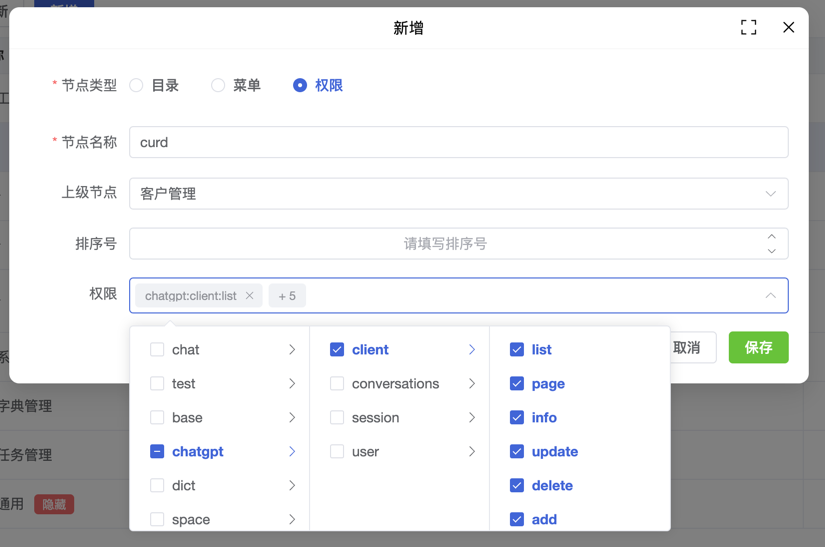 新增
* 节点类型 目录 菜单 权限
* 节点名称 curd
上级节点 客户管理
排序号 请填写排序号
权限 chatgpt:client:list × + 5
取消 保存
chat
test
base
chatgpt
dict
space
client
conversations
session
user
list
page
info
update
delete
add
字典管理
任务管理
通用 隐藏